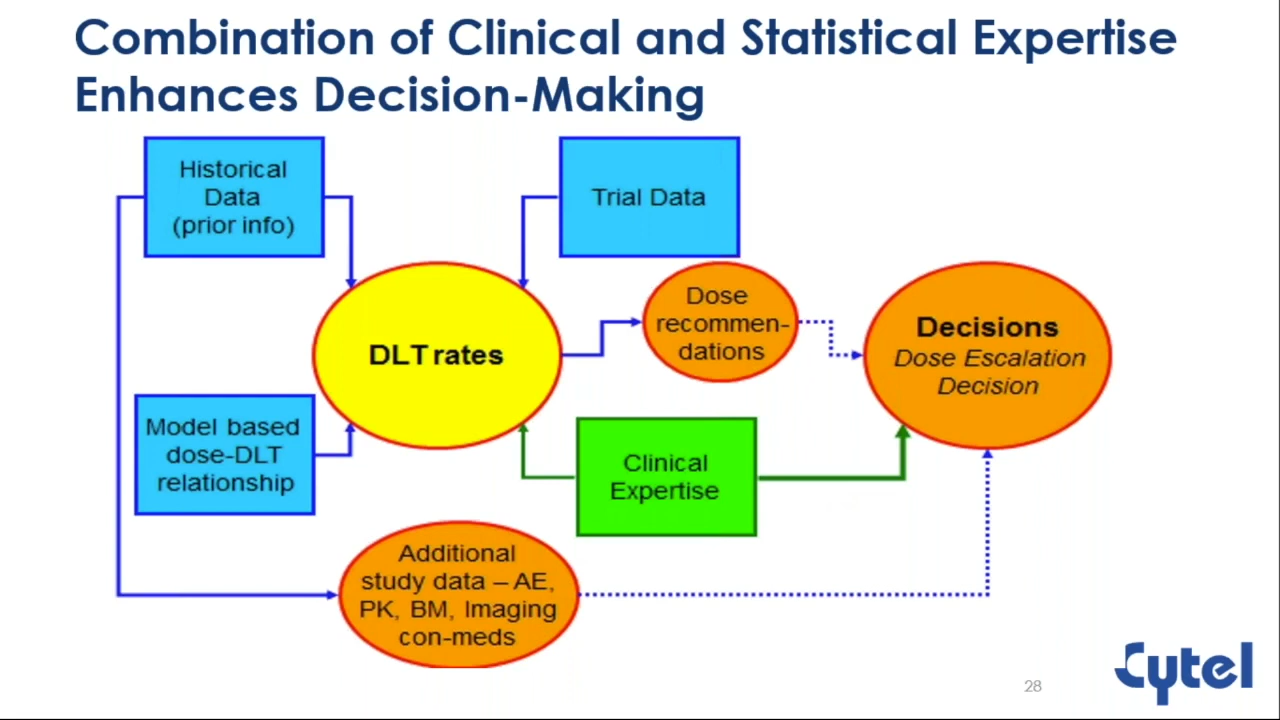 Combination of Clinical and Statistical Expertise
Enhances Decision-Making
Historical
Data
(prior info)
Trial Data
Dose
recommen-
dations
Decisions
Dose Escalation
Decision
DLT rates
Model based
dose-DLT
relationship
Clinical
Expertise
Additional
study data – AE,
PK, BM, Imaging
con-meds
28
Cytel